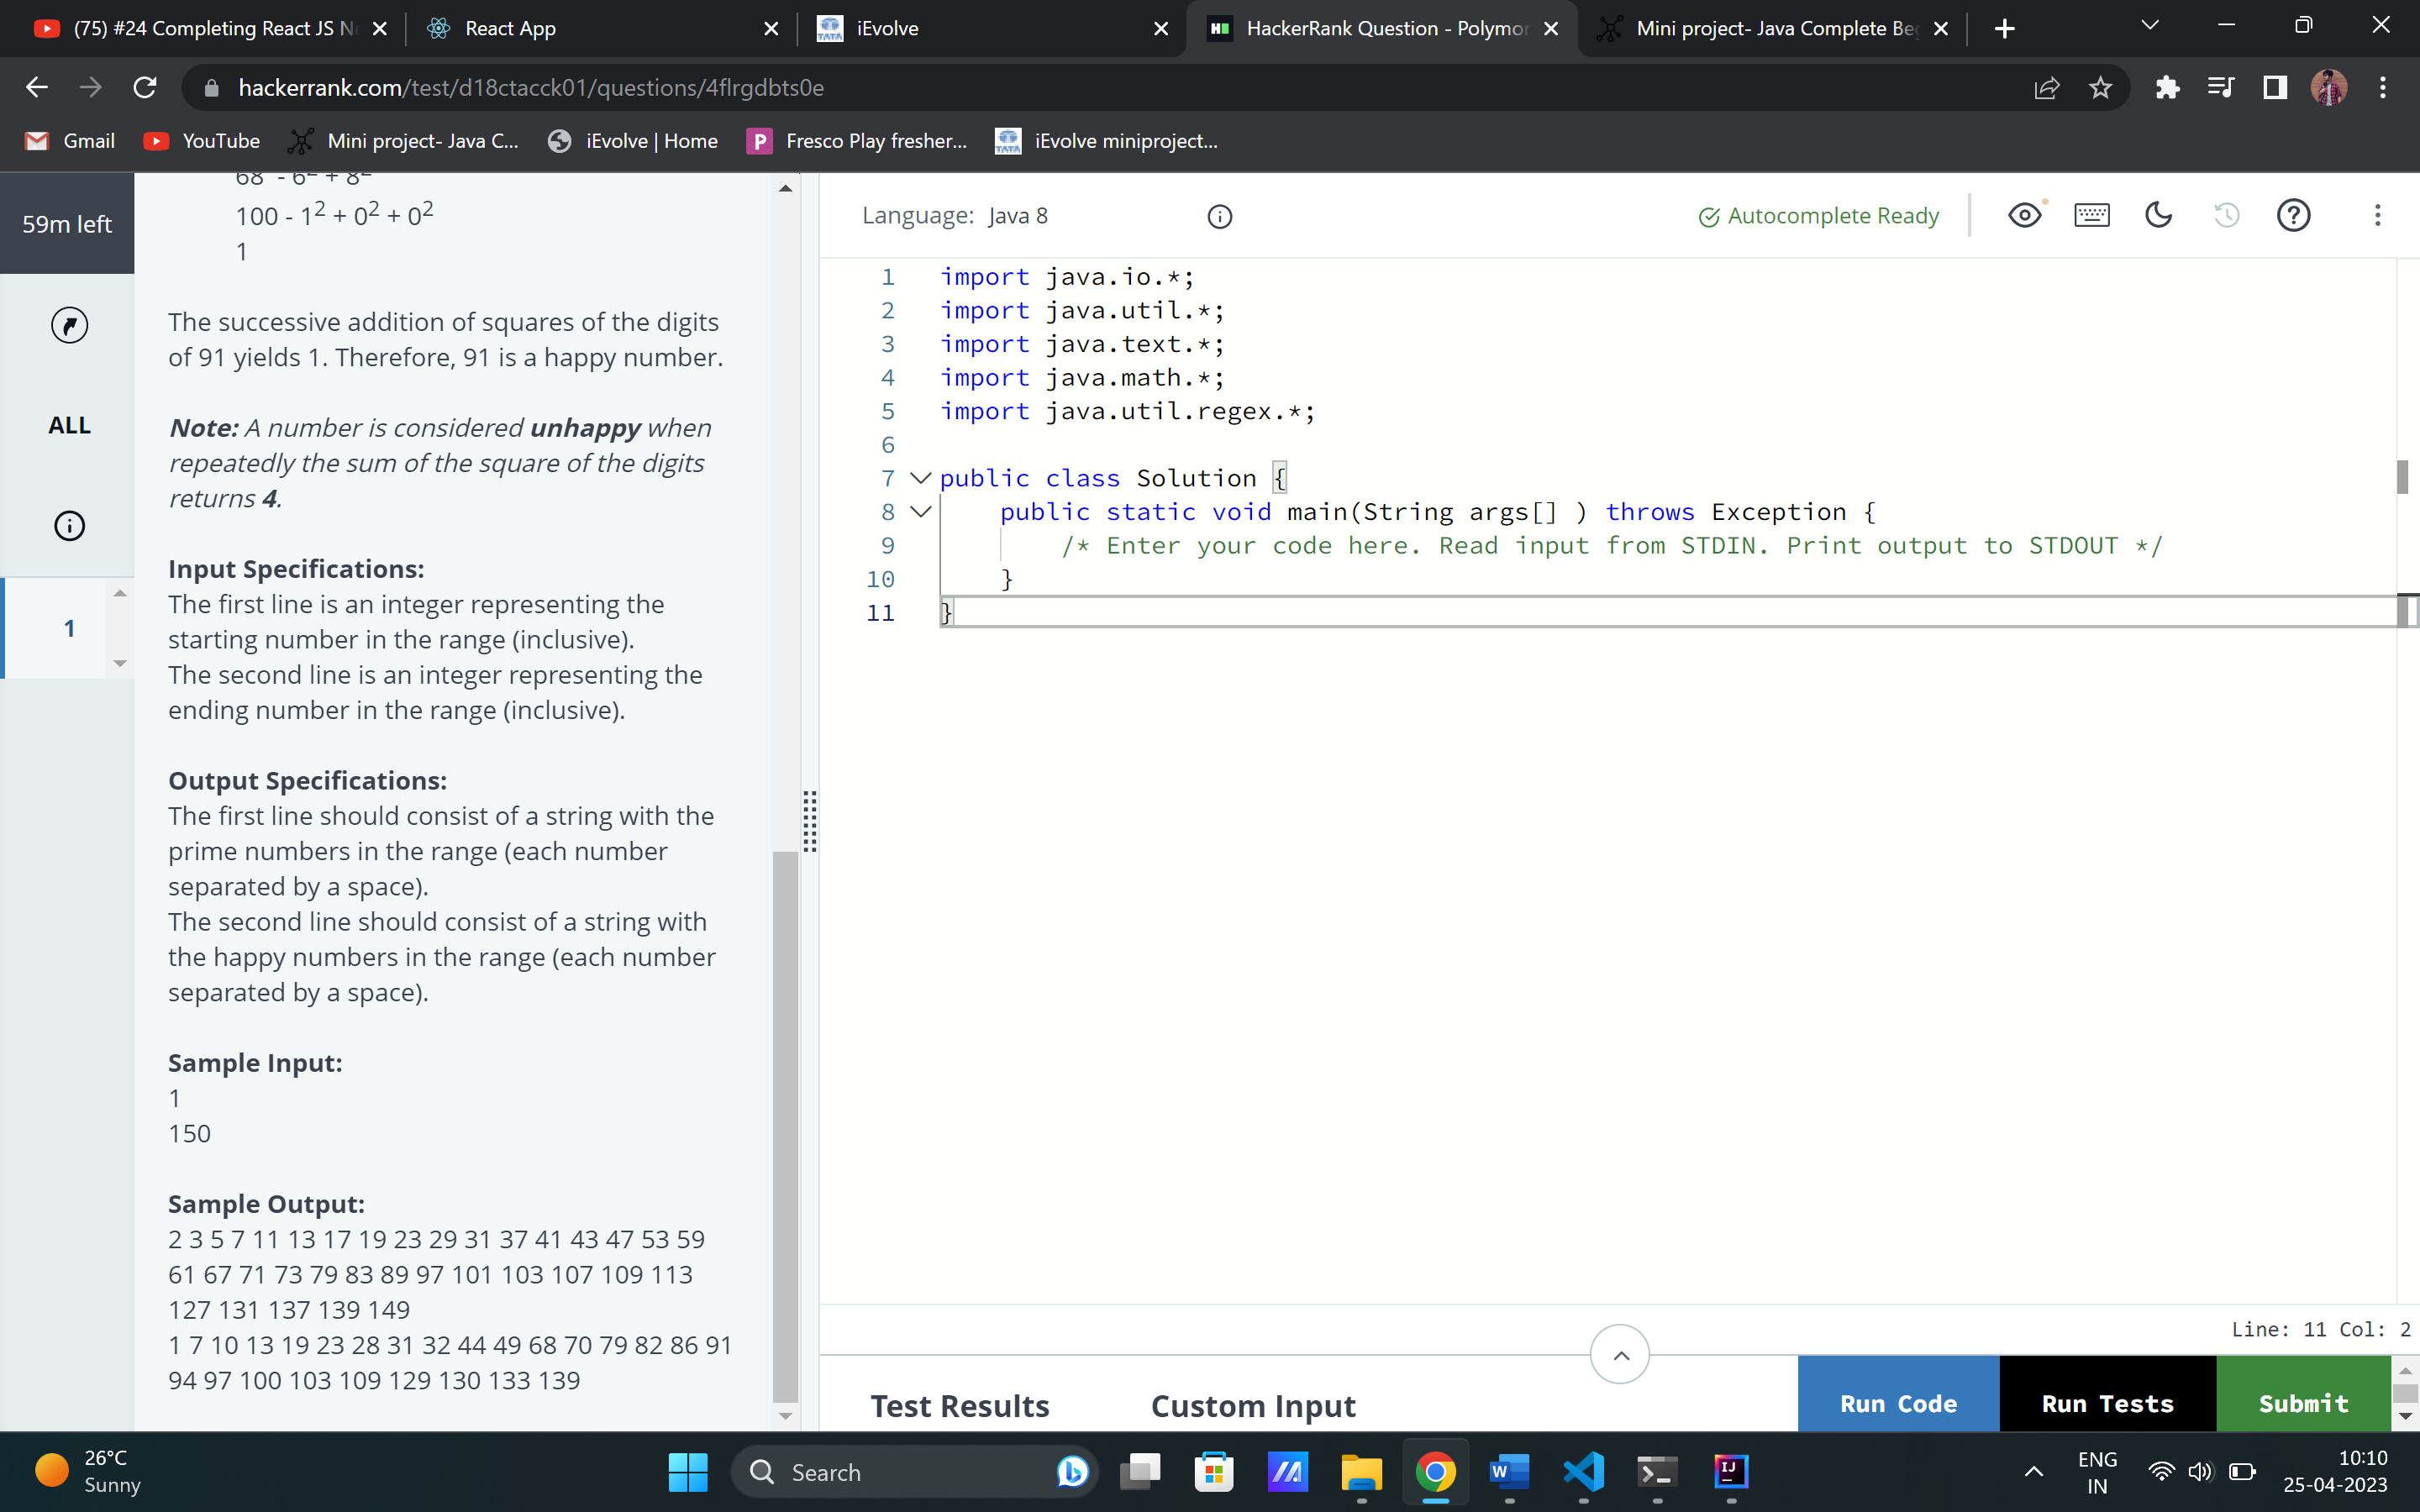 (75) #24 Completing React JS N
React App
iEvolve
HackerRank Question - Polymor
Mini project- Java Complete Be
hackerrank.com/test/d18ctacck01/questions/4flrgdbts0e
Gmail
YouTube
Mini project- Java C...
iEvolve | Home
Fresco Play fresher...
iEvolve miniproject...
59m left
ALL
1
68 - 6² + 8²
100 - 1² + 0² + 0²
1
The successive addition of squares of the digits
of 91 yields 1. Therefore, 91 is a happy number.
Note: A number is considered unhappy when
repeatedly the sum of the square of the digits
returns 4.
Input Specifications:
The first line is an integer representing the
starting number in the range (inclusive).
The second line is an integer representing the
ending number in the range (inclusive).
Output Specifications:
The first line should consist of a string with the
prime numbers in the range (each number
separated by a space).
The second line should consist of a string with
the happy numbers in the range (each number
separated by a space).
Sample Input:
1
150
Sample Output:
2 3 5 7 11 13 17 19 23 29 31 37 41 43 47 53 59
61 67 71 73 79 83 89 97 101 103 107 109 113
127 131 137 139 149
1 7 10 13 19 23 28 31 32 44 49 68 70 79 82 86 91
94 97 100 103 109 129 130 133 139
Language: Java 8
Autocomplete Ready
1 import java.io.*;
2 import java.util.*;
3 import java.text.*;
4 import java.math.*;
5 import java.util.regex.*;
6
7 public class Solution {
8 public static void main(String args[] ) throws Exception {
9 /* Enter your code here. Read input from STDIN. Print output to STDOUT */
10 }
11 }
Line: 11 Col: 2
Test Results
Custom Input
Run Code
Run Tests
Submit
26°C
Sunny
Search
ENG
IN
10:10
25-04-2023